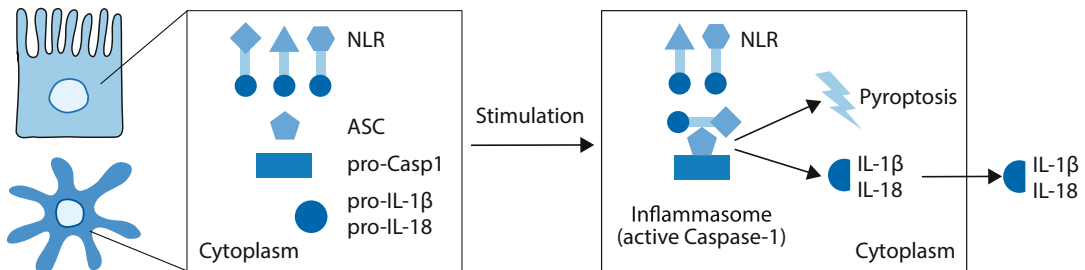 NLR
ASC
pro-Casp1
pro-IL-1β
pro-IL-18
Cytoplasm
Stimulation
NLR
Pyroptosis
IL-1β
IL-18
Inflammasome
(active Caspase-1)
Cytoplasm
IL-1β
IL-18